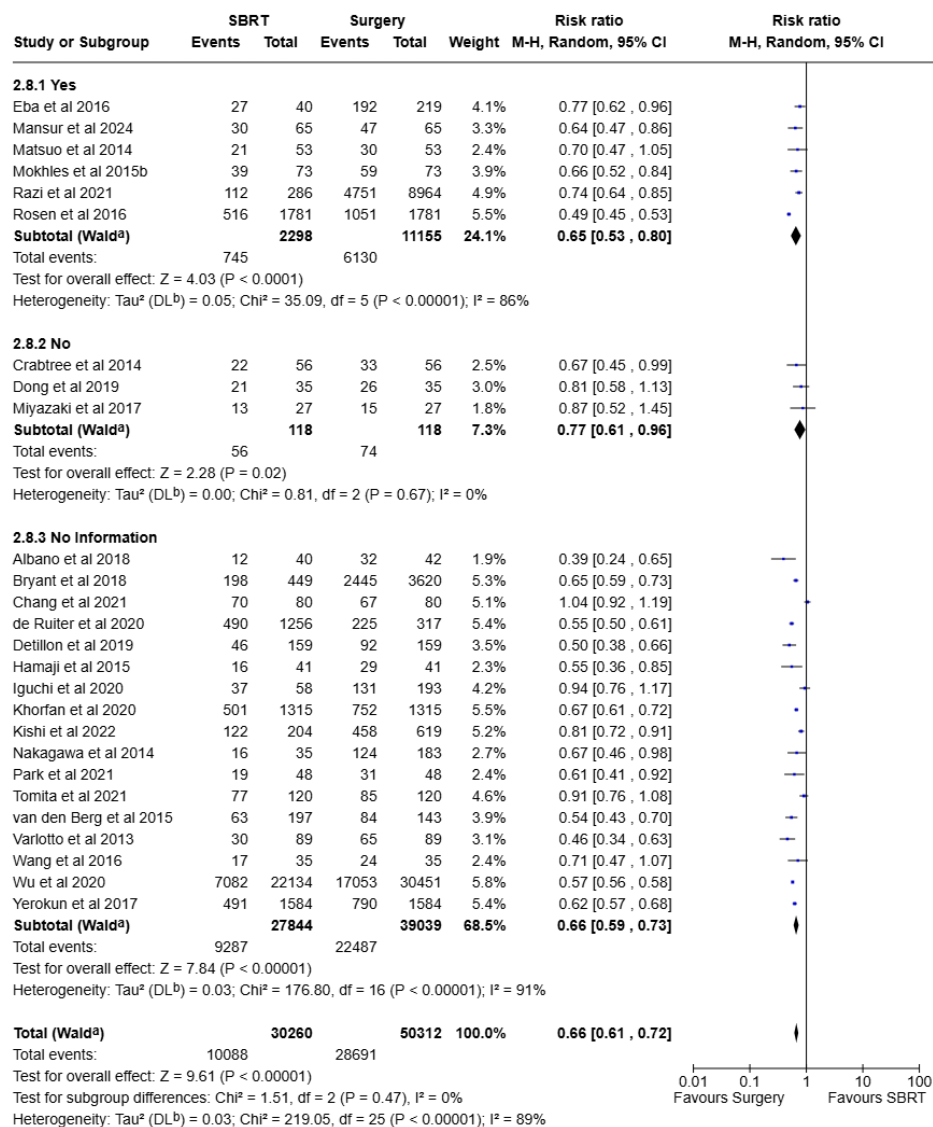 SBRT Surgery Risk ratio Risk ratio
Study or Subgroup Events Total Events Total Weight M-H, Random, 95% CI M-H, Random, 95% CI
2.8.1 Yes
Eba et al 2016 27 40 192 219 4.1% 0.77 [0.62 , 0.96]
Mansur et al 2024 30 65 47 65 3.3% 0.64 [0.47 , 0.86]
Matsuo et al 2014 21 53 30 53 2.4% 0.70 [0.47 , 1.05]
Mokhles et al 2015b 39 73 59 73 3.9% 0.66 [0.52 , 0.84]
Razi et al 2021 112 286 4751 8964 4.9% 0.74 [0.64 , 0.85]
Rosen et al 2016 516 1781 1051 1781 5.5% 0.49 [0.45 , 0.53]
Subtotal (Waldᵃ) 2298 11155 24.1% 0.65 [0.53 , 0.80]
Total events: 745 6130
Test for overall effect: Z = 4.03 (P < 0.0001)
Heterogeneity: Tau² (DLᵇ) = 0.05; Chi² = 35.09, df = 5 (P < 0.00001); I² = 86%
2.8.2 No
Crabtree et al 2014 22 56 33 56 2.5% 0.67 [0.45 , 0.99]
Dong et al 2019 21 35 26 35 3.0% 0.81 [0.58 , 1.13]
Miyazaki et al 2017 13 27 15 27 1.8% 0.87 [0.52 , 1.45]
Subtotal (Waldᵃ) 118 118 7.3% 0.77 [0.61 , 0.96]
Total events: 56 74
Test for overall effect: Z = 2.28 (P = 0.02)
Heterogeneity: Tau² (DLᵇ) = 0.00; Chi² = 0.81, df = 2 (P = 0.67); I² = 0%
2.8.3 No Information
Albano et al 2018 12 40 32 42 1.9% 0.39 [0.24 , 0.65]
Bryant et al 2018 198 449 2445 3620 5.3% 0.65 [0.59 , 0.73]
Chang et al 2021 70 80 67 80 5.1% 1.04 [0.92 , 1.19]
de Ruiter et al 2020 490 1256 225 317 5.4% 0.55 [0.50 , 0.61]
Detillon et al 2019 46 159 92 159 3.6% 0.50 [0.38 , 0.66]
Hamaji et al 2015 16 41 29 41 2.2% 0.55 [0.36 , 0.85]
Iguchi et al 2020 37 58 131 193 4.2% 0.94 [0.76 , 1.17]
Khorfan et al 2020 501 1315 752 1315 5.5% 0.67 [0.61 , 0.72]
Kishi et al 2022 122 204 458 619 5.2% 0.81 [0.72 , 0.91]
Nakagawa et al 2014 16 35 124 183 2.7% 0.67 [0.46 , 0.98]
Park et al 2021 19 48 31 48 2.4% 0.61 [0.41 , 0.92]
Tomita et al 2021 77 120 85 120 4.6% 0.91 [0.76 , 1.08]
van den Berg et al 2015 63 197 84 143 4.0% 0.54 [0.43 , 0.70]
Varlotto et al 2013 30 89 65 89 3.1% 0.46 [0.34 , 0.63]
Wang et al 2016 17 35 24 35 2.4% 0.71 [0.47 , 1.07]
Wu et al 2020 7082 22134 17053 30451 5.8% 0.57 [0.56 , 0.58]
Yerokun et al 2017 491 1584 790 1584 5.4% 0.62 [0.57 , 0.68]
Subtotal (Waldᵃ) 27844 39039 68.5% 0.66 [0.59 , 0.73]
Total events: 9287 22487
Test for overall effect: Z = 7.84 (P < 0.00001)
Heterogeneity: Tau² (DLᵇ) = 0.03; Chi² = 176.80, df = 16 (P < 0.00001); I² = 91%
Total (Waldᵃ) 30260 50312 100.0% 0.66 [0.61 , 0.72]
Total events: 10088 28691
Test for overall effect: Z = 9.61 (P < 0.00001)
Test for subgroup differences: Chi² = 1.51, df = 2 (P = 0.47), I² = 0%
Heterogeneity: Tau² (DLᵇ) = 0.03; Chi² = 219.05, df = 25 (P < 0.00001); I² = 89%
0.01 0.1 1 10 100
Favours Surgery Favours SBRT